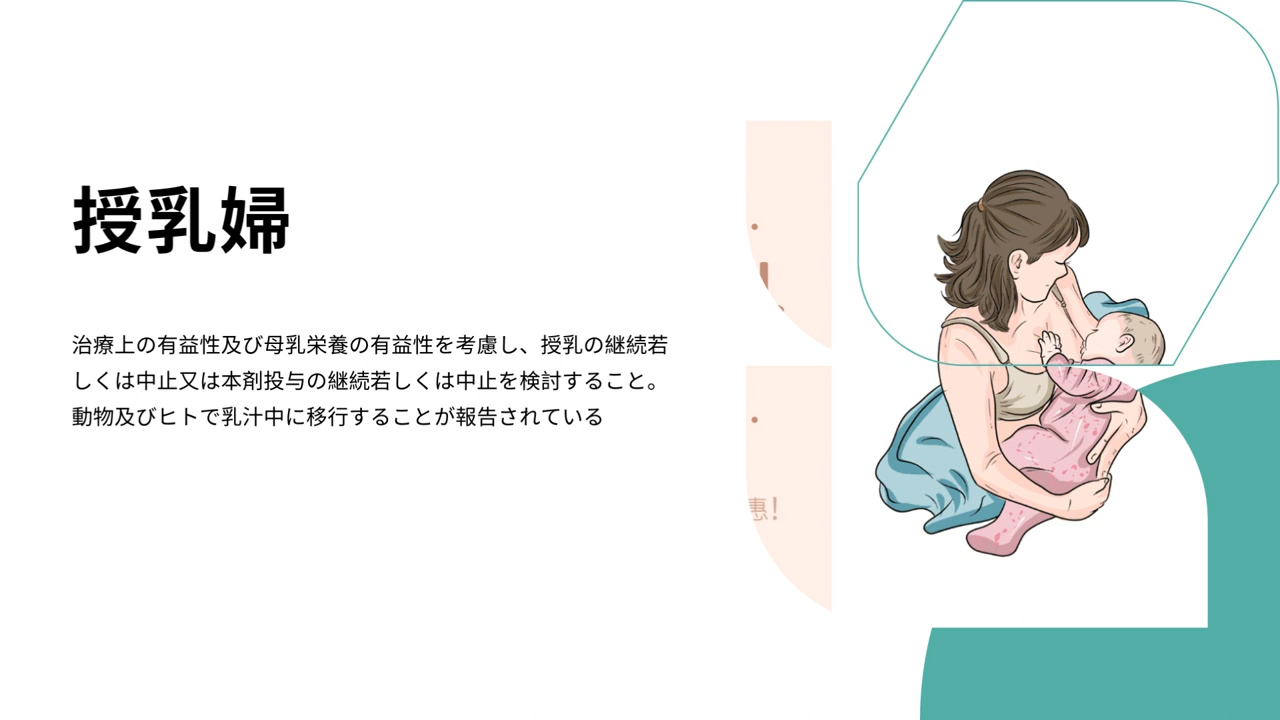 授乳婦
治療上の有益性及び母乳栄養の有益性を考慮し、授乳の継続若
しくは中止又は本剤投与の継続若しくは中止を検討すること。
動物及びヒトで乳汁中に移行することが報告されている
惠!